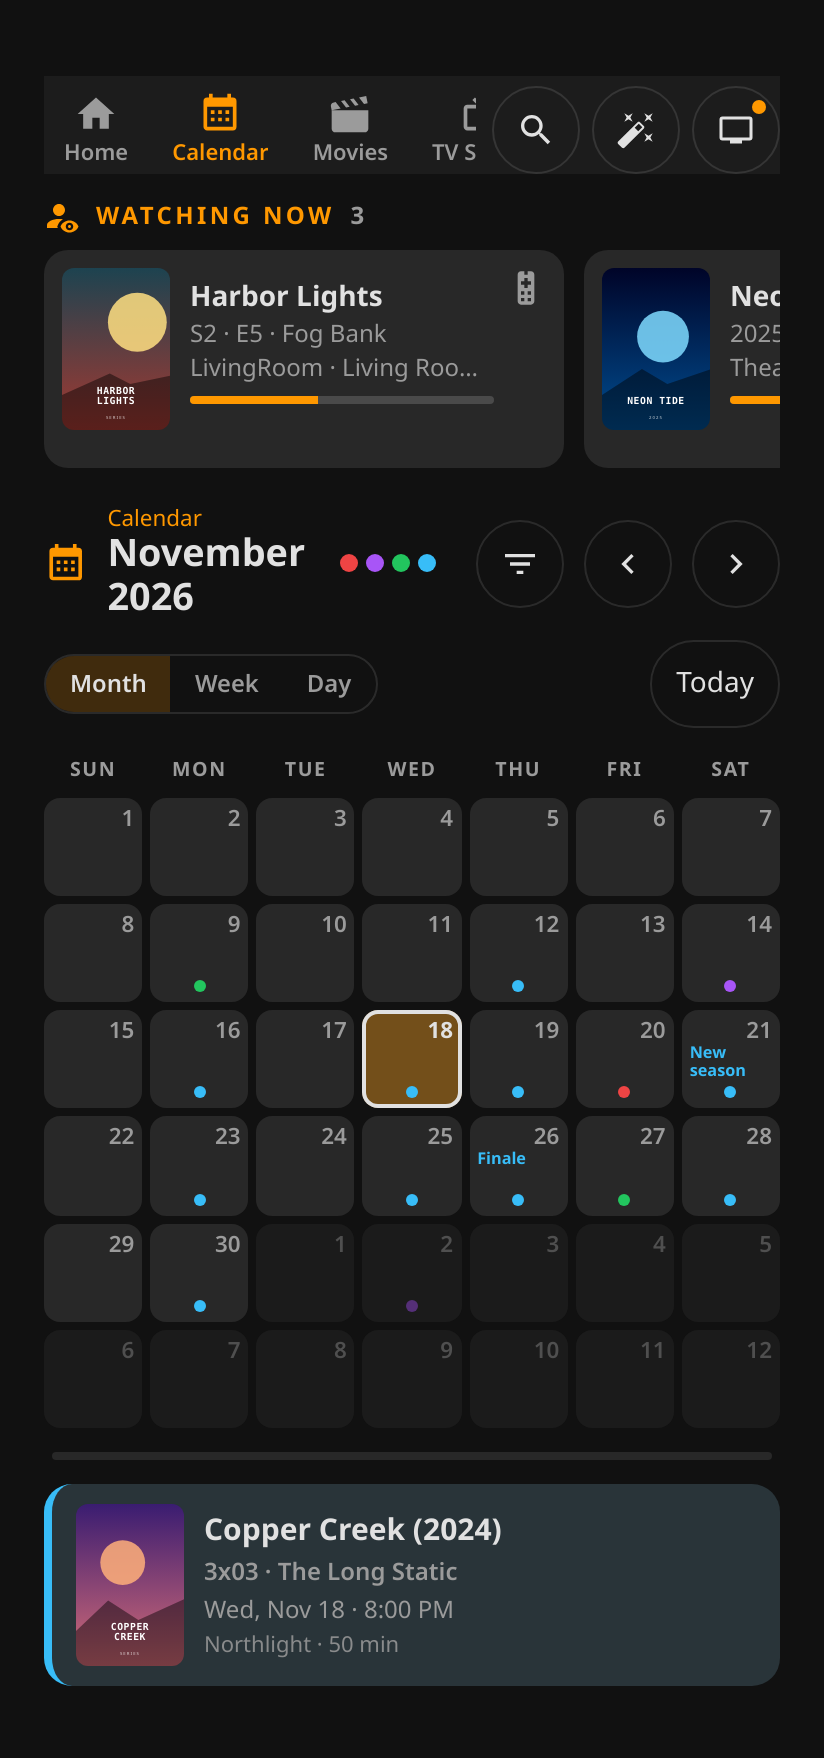 Home
Calendar
Movies
TV S
WATCHING NOW 3
HARBOR
LIGHTS
SERIES
Harbor Lights
S2 · E5 · Fog Bank
LivingRoom · Living Roo...
NEON TIDE
2025
Neo
2025
Thea
Calendar
November
2026
Month Week Day
Today
SUN MON TUE WED THU FRI SAT
1 2 3 4 5 6 7
8 9 10 11 12 13 14
15 16 17 18 19 20 21
New
season
22 23 24 25 26 27 28
Finale
29 30 1 2 3 4 5
6 7 8 9 10 11 12
COPPER
CREEK
SERIES
Copper Creek (2024)
3x03 · The Long Static
Wed, Nov 18 · 8:00 PM
Northlight · 50 min